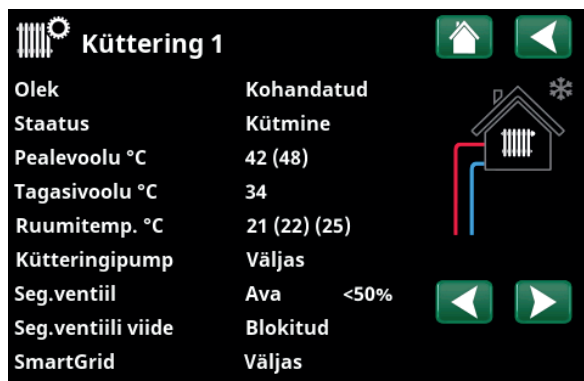 Küttering 1
Olek Kohandatud
Staatus Kütmine
Pealevoolu °C 42 (48)
Tagasivoolu °C 34
Ruumitemp. °C 21 (22) (25)
Kütteringipump Väljas
Seg.ventiil Ava <50%
Seg.ventiili viide Blokitud
SmartGrid Väljas